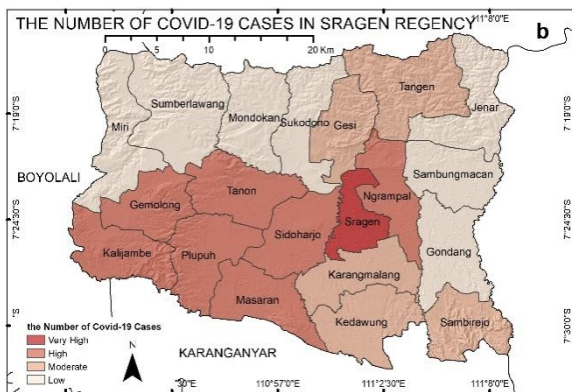 THE NUMBER OF COVID-19 CASES IN SRAGEN REGENCY
111°8'0"E
b
0 5 10 20 Km
Tangen
Sumberlawang
Jenar
7°19'0"S
7°19'0"S
Miri
Mondokan
Sukodono
Gesi
BOYOLALI
Sambungmacan
Tanon
Ngrampal
Gemolong
7°24'30"S
Sragen
7°24'30"S
Sidoharjo
Kalijambe
Plupuh
Gondang
Karangmalang
Masaran
Kedawung
Sambirejo
7°30'0"S
the Number of Covid-19 Cases
Very High
High
Moderate
Low
N
KARANGANYAR
110°57'0"E
111°2'30"E
111°8'0"E